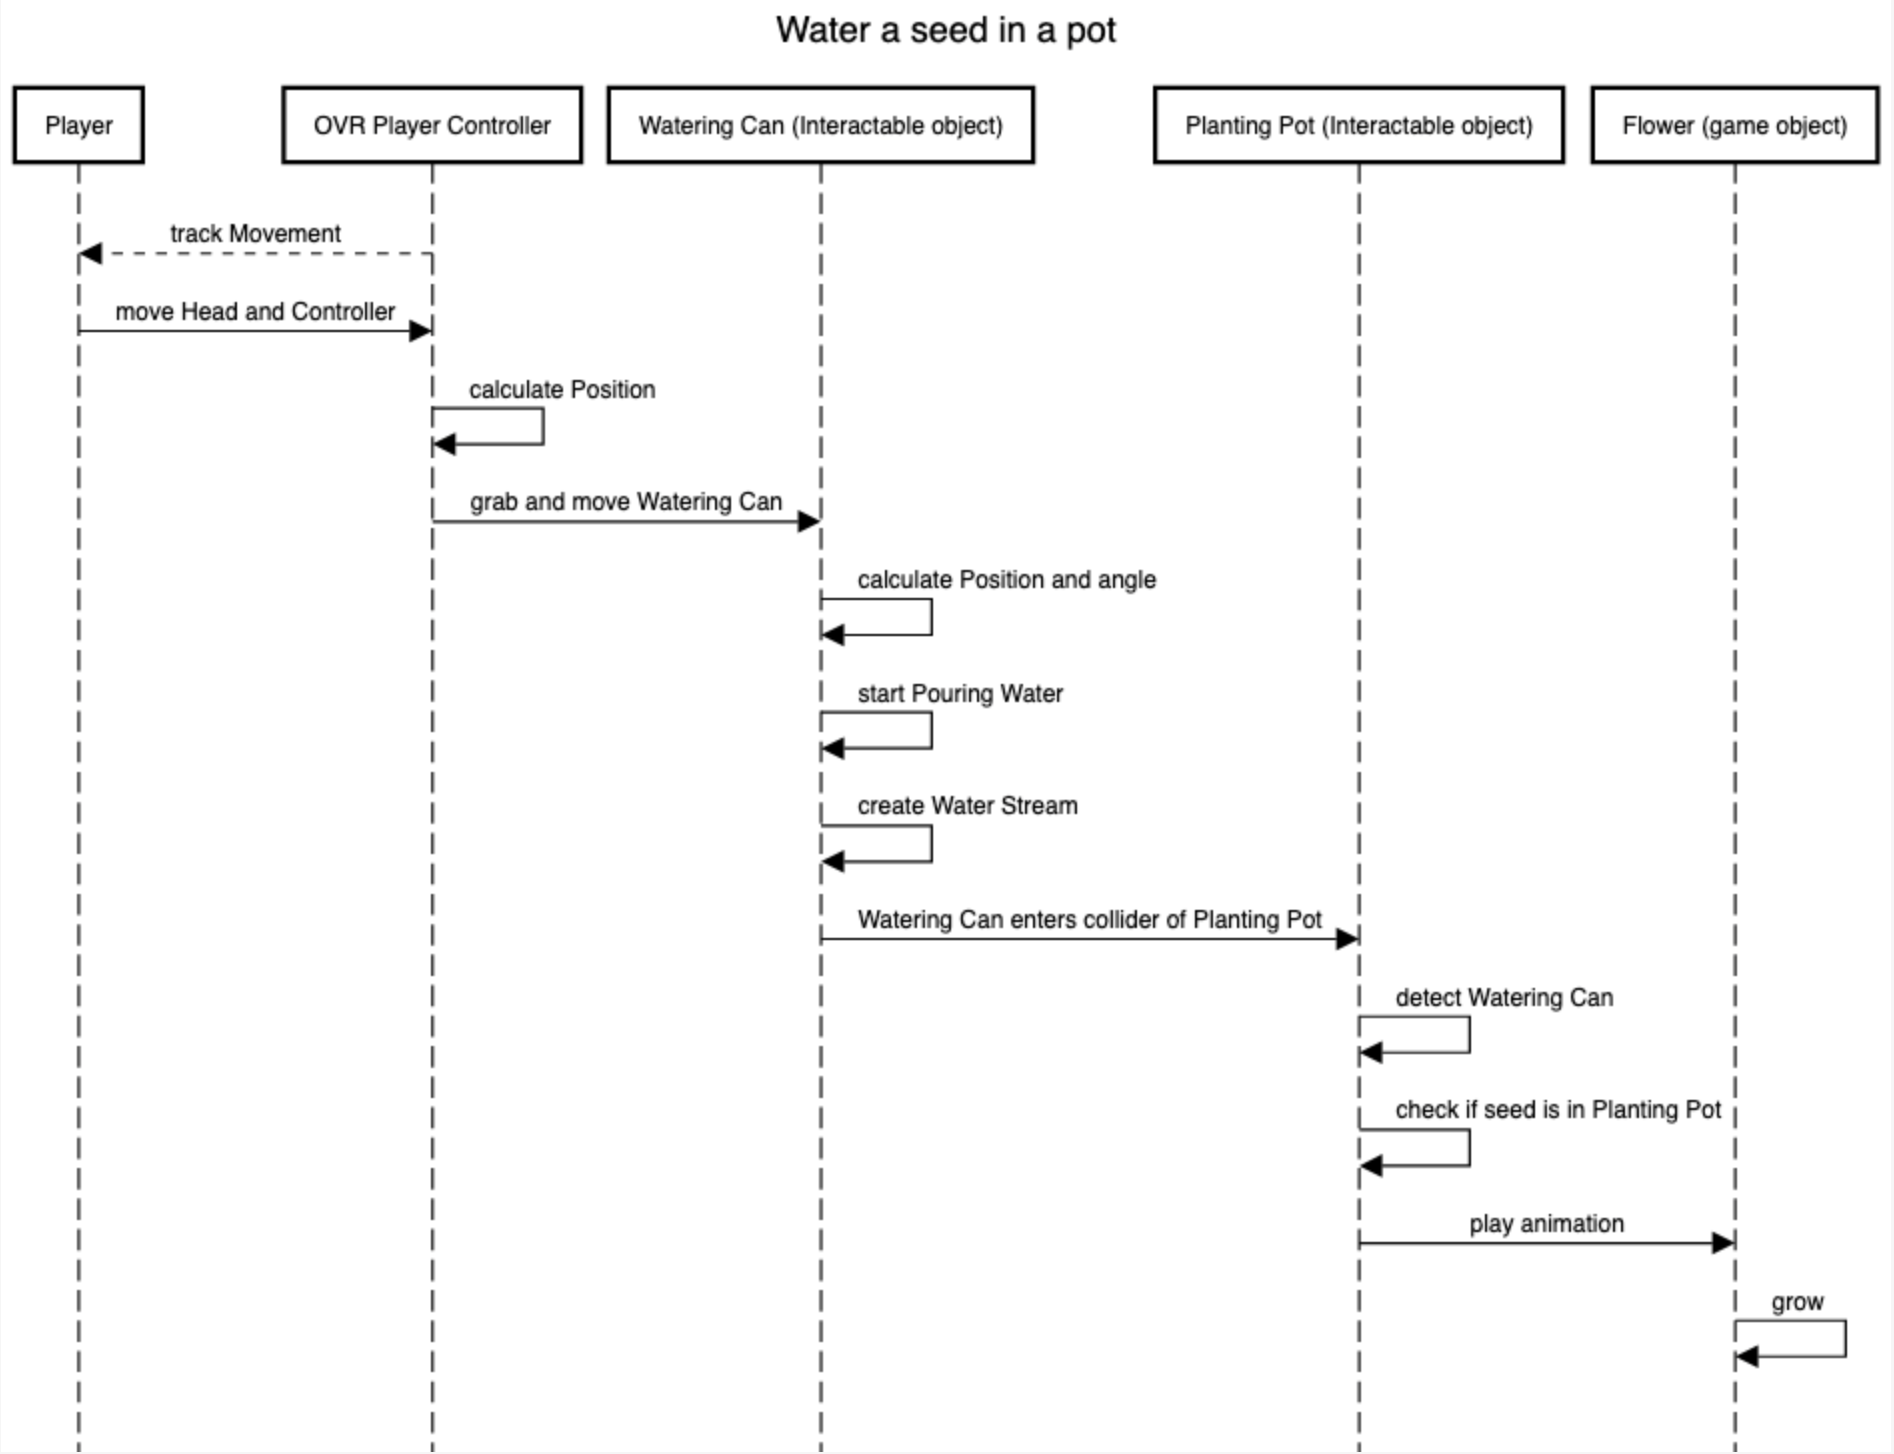 Water a seed in a pot
Player
OVR Player Controller
Watering Can (Interactable object)
Planting Pot (Interactable object)
Flower (game object)
track Movement
move Head and Controller
calculate Position
grab and move Watering Can
calculate Position and angle
start Pouring Water
create Water Stream
Watering Can enters collider of Planting Pot
detect Watering Can
check if seed is in Planting Pot
play animation
grow